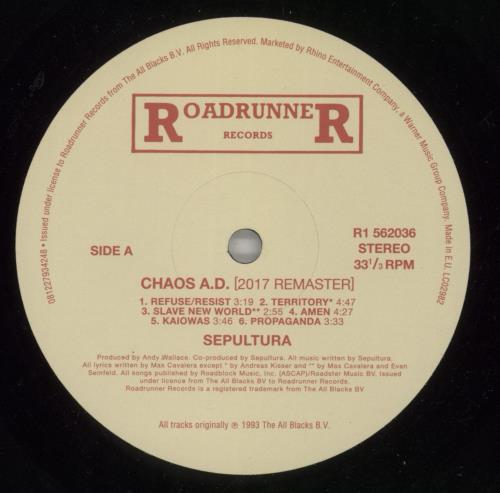 081227934248 • Issued under license to Roadrunner Records from The All Blacks B.V. All Rights Reserved. Marketed by Rhino Entertainment Company, a Warner Music Group Company. Made in E.U. LC02982
ROADRUNNER
RECORDS
SIDE A
R1 562036
STEREO
33 1/3 RPM
CHAOS A.D. [2017 REMASTER]
1. REFUSE/RESIST 3:19 2. TERRITORY* 4:47
3. SLAVE NEW WORLD** 2:55 4. AMEN 4:27
5. KAIOWAS 3:46 6. PROPAGANDA 3:33
SEPULTURA
Produced by Andy Wallace. Co-produced by Sepultura. All music written by Sepultura.
All lyrics written by Max Cavalera except * by Andreas Kisser and ** by Max Cavalera and Evan
Seinfeld. All songs published by Roadblock Music, Inc. (ASCAP)/Roadster Music BV. Issued
under licence from The All Blacks BV to Roadrunner Records.
Roadrunner Records is a registered trademark from The All Blacks BV
All tracks originally ℗ 1993 The All Blacks B.V.